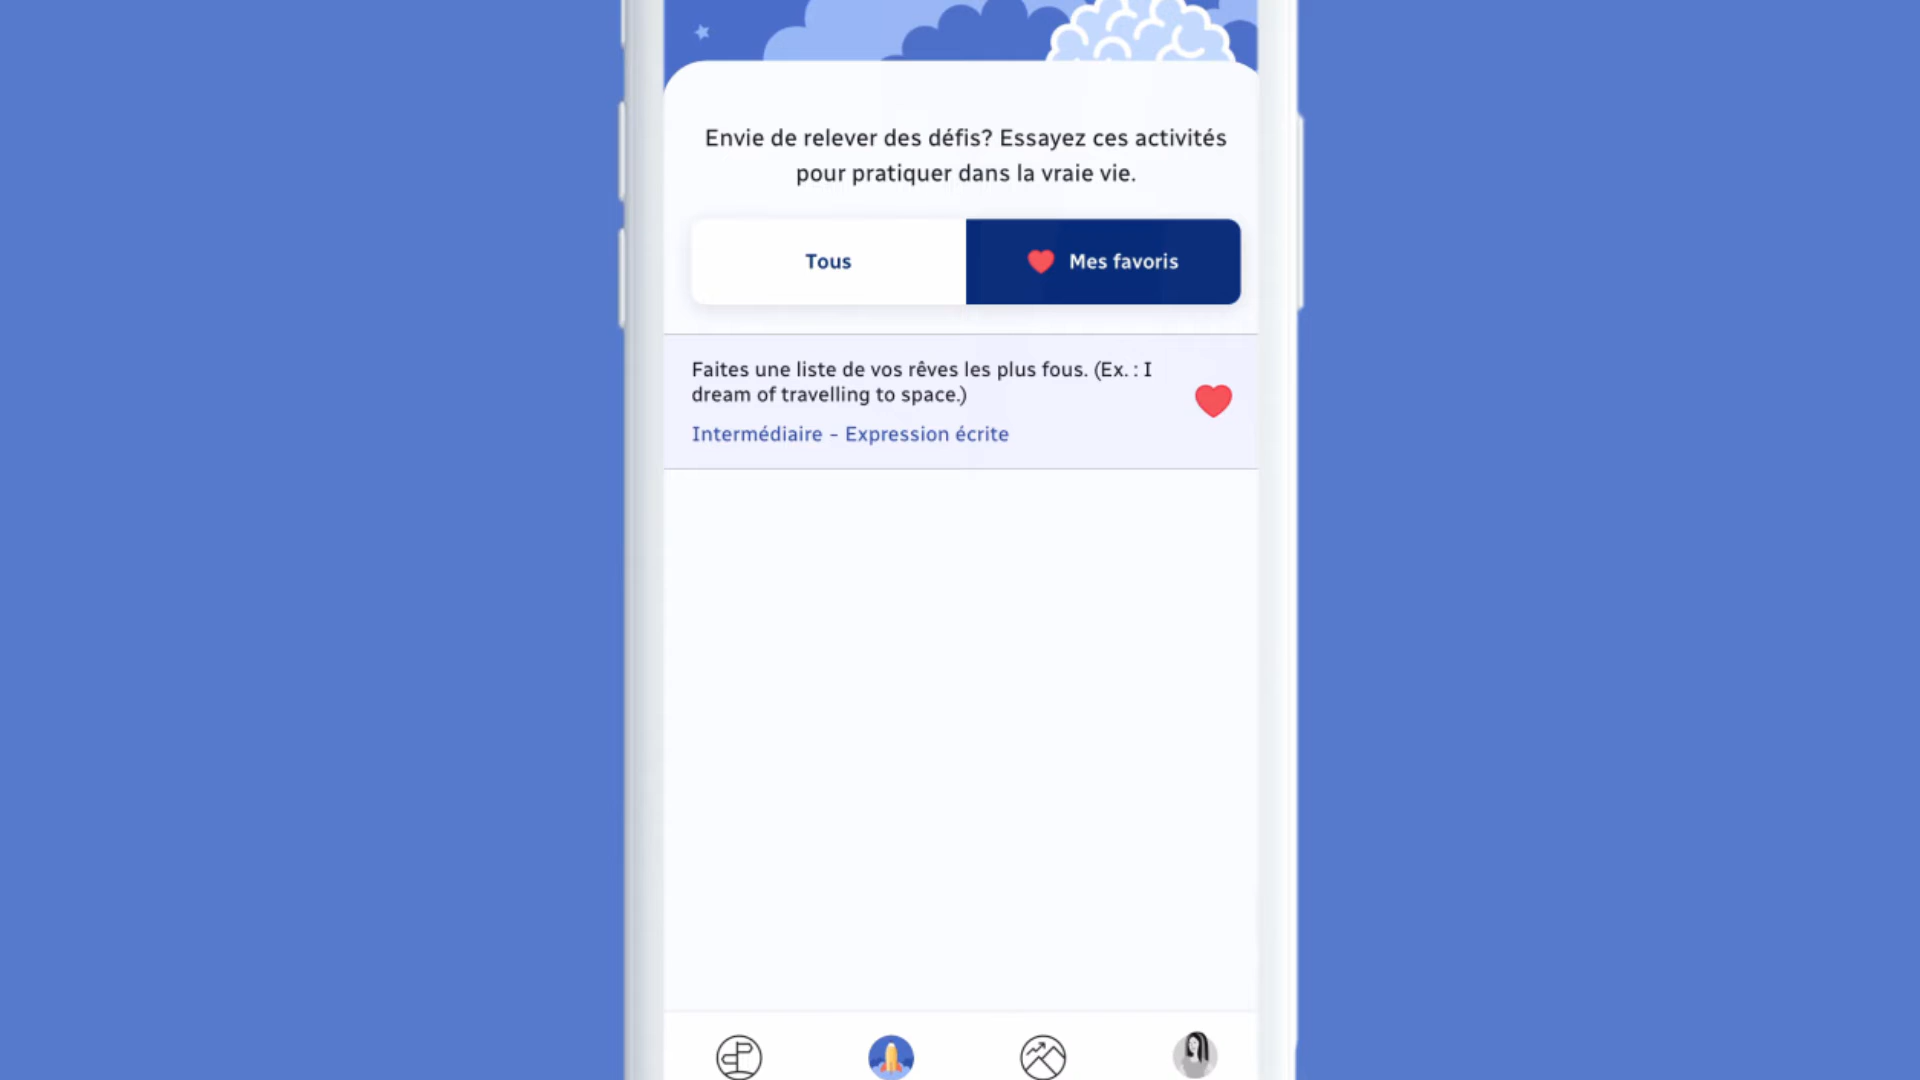 Envie de relever des défis? Essayez ces activités
pour pratiquer dans la vraie vie.
Tous
Mes favoris
Faites une liste de vos rêves les plus fous. (Ex. : I
dream of travelling to space.)
Intermédiaire - Expression écrite